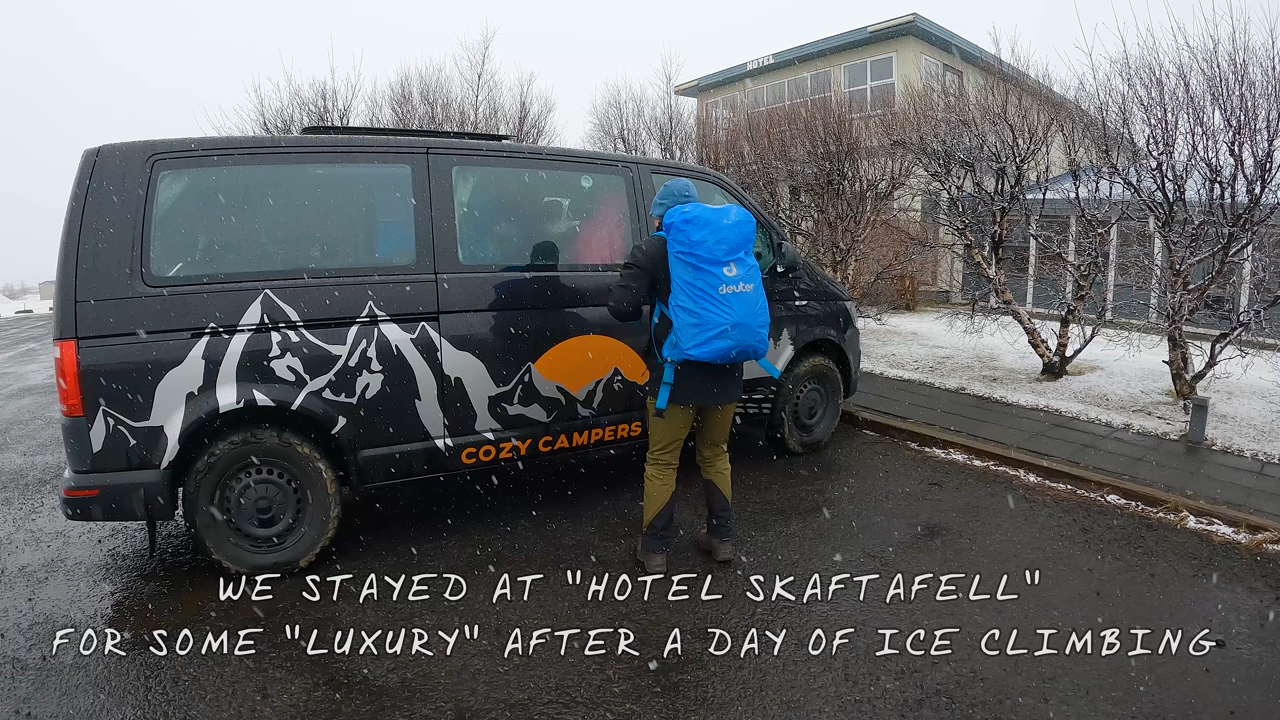 HOTEL
deuter
COZY CAMPERS
WE STAYED AT "HOTEL SKAFTAFELL"
FOR SOME "LUXURY" AFTER A DAY OF ICE CLIMBING